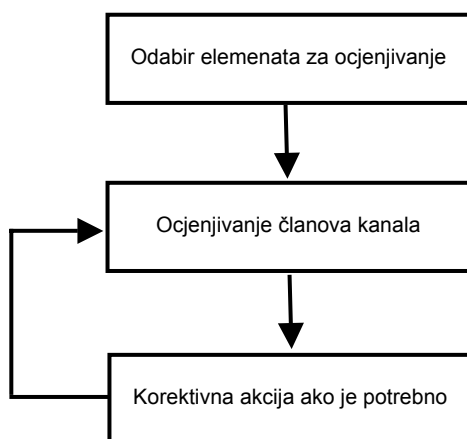 Odabir elemenata za ocjenjivanje
Ocjenjivanje članova kanala
Korektivna akcija ako je potrebno